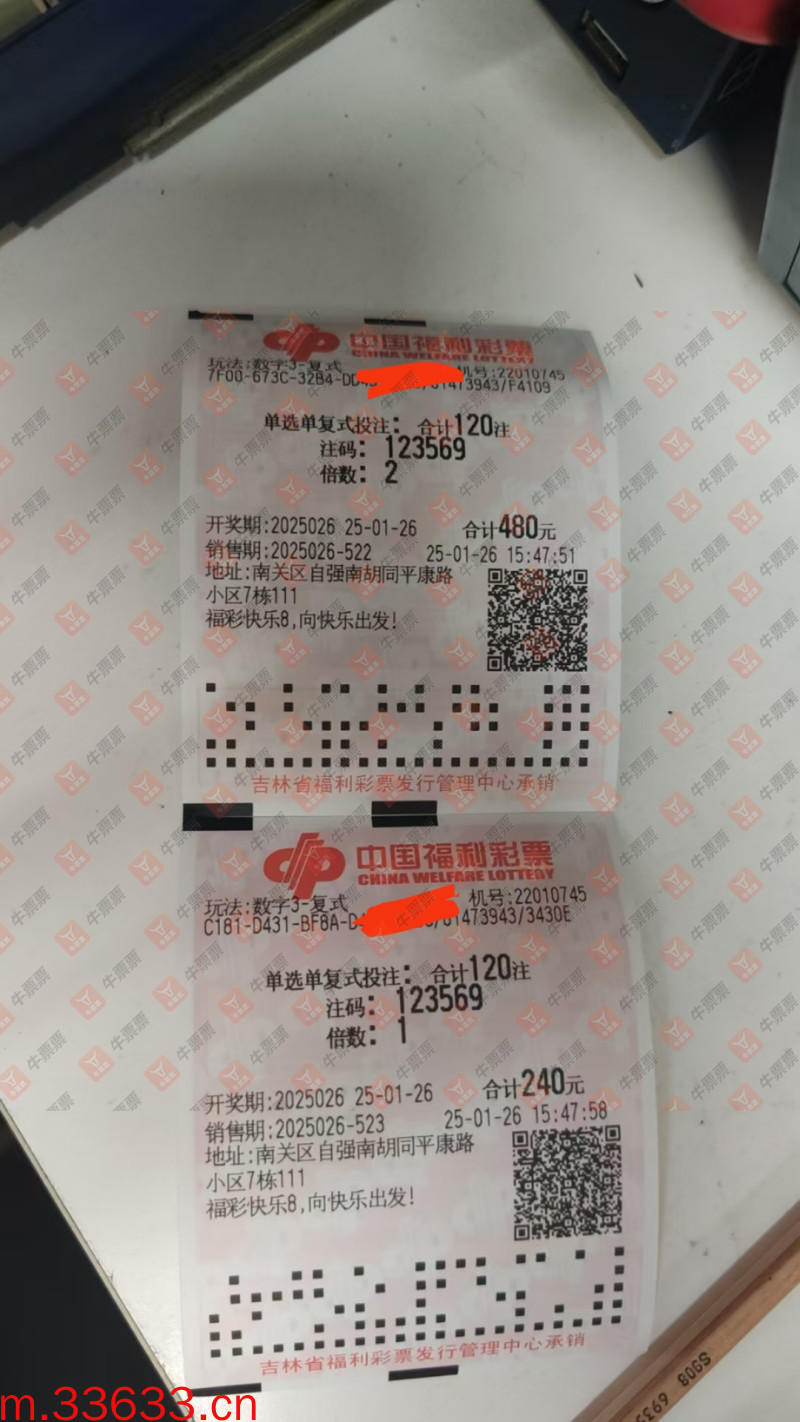 中国福利彩票
CHINA WELFARE LOTTERY
玩法:数字3-复式 机号:22010745
7F00-673C-3284- 01473943/F4109
单选单复式投注: 合计120注
注码: 123569
倍数: 2
开奖期:2025026 25-01-26 合计480元
销售期:2025026-522 25-01-26 15:47:51
地址:南关区自强南胡同平康路
小区7栋111
福彩快乐8,向快乐出发!
吉林省福利彩票发行管理中心承销
中国福利彩票
CHINA WELFARE LOTTERY
玩法:数字3-复式 机号:22010745
C181-D431-BF8A- 01473943/3430E
单选单复式投注: 合计120注
注码: 123569
倍数: 1
开奖期:2025026 25-01-26 合计240元
销售期:2025026-523 25-01-26 15:47:58
地址:南关区自强南胡同平康路
小区7栋111
福彩快乐8,向快乐出发!
吉林省福利彩票发行管理中心承销
牛票票
m.33633.cn